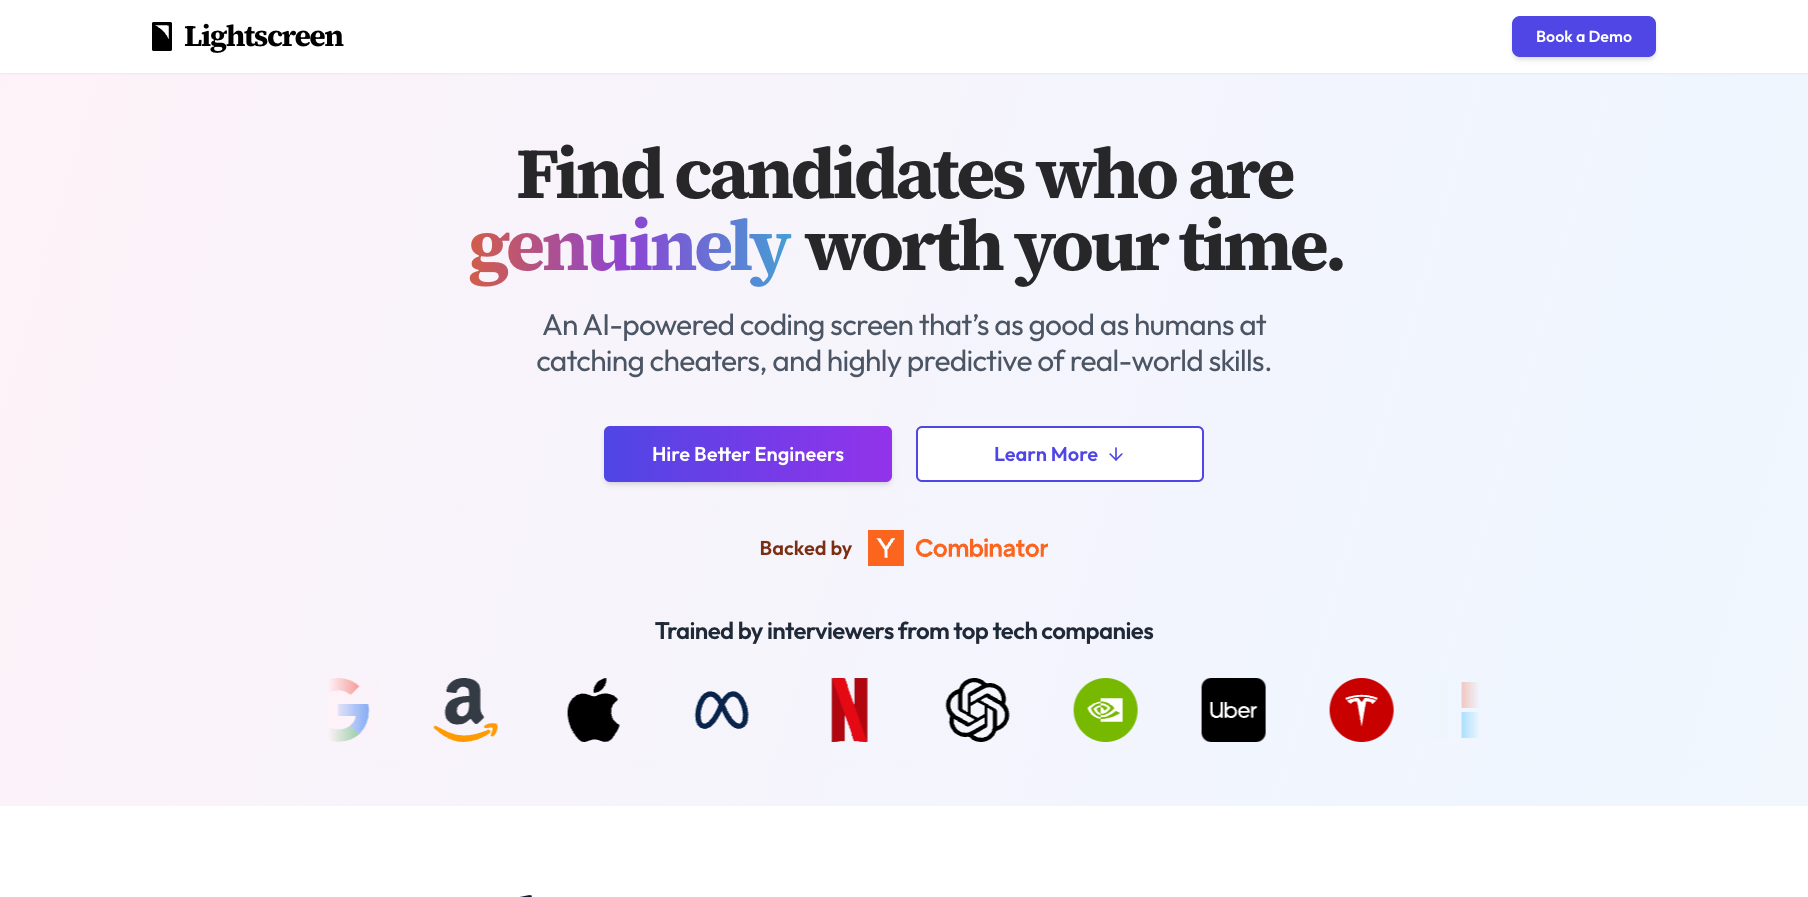 Lightscreen
Book a Demo
Find candidates who are
genuinely worth your time.
An AI-powered coding screen that’s as good as humans at
catching cheaters, and highly predictive of real-world skills.
Hire Better Engineers
Learn More ↓
Backed by Y Combinator
Trained by interviewers from top tech companies
Uber